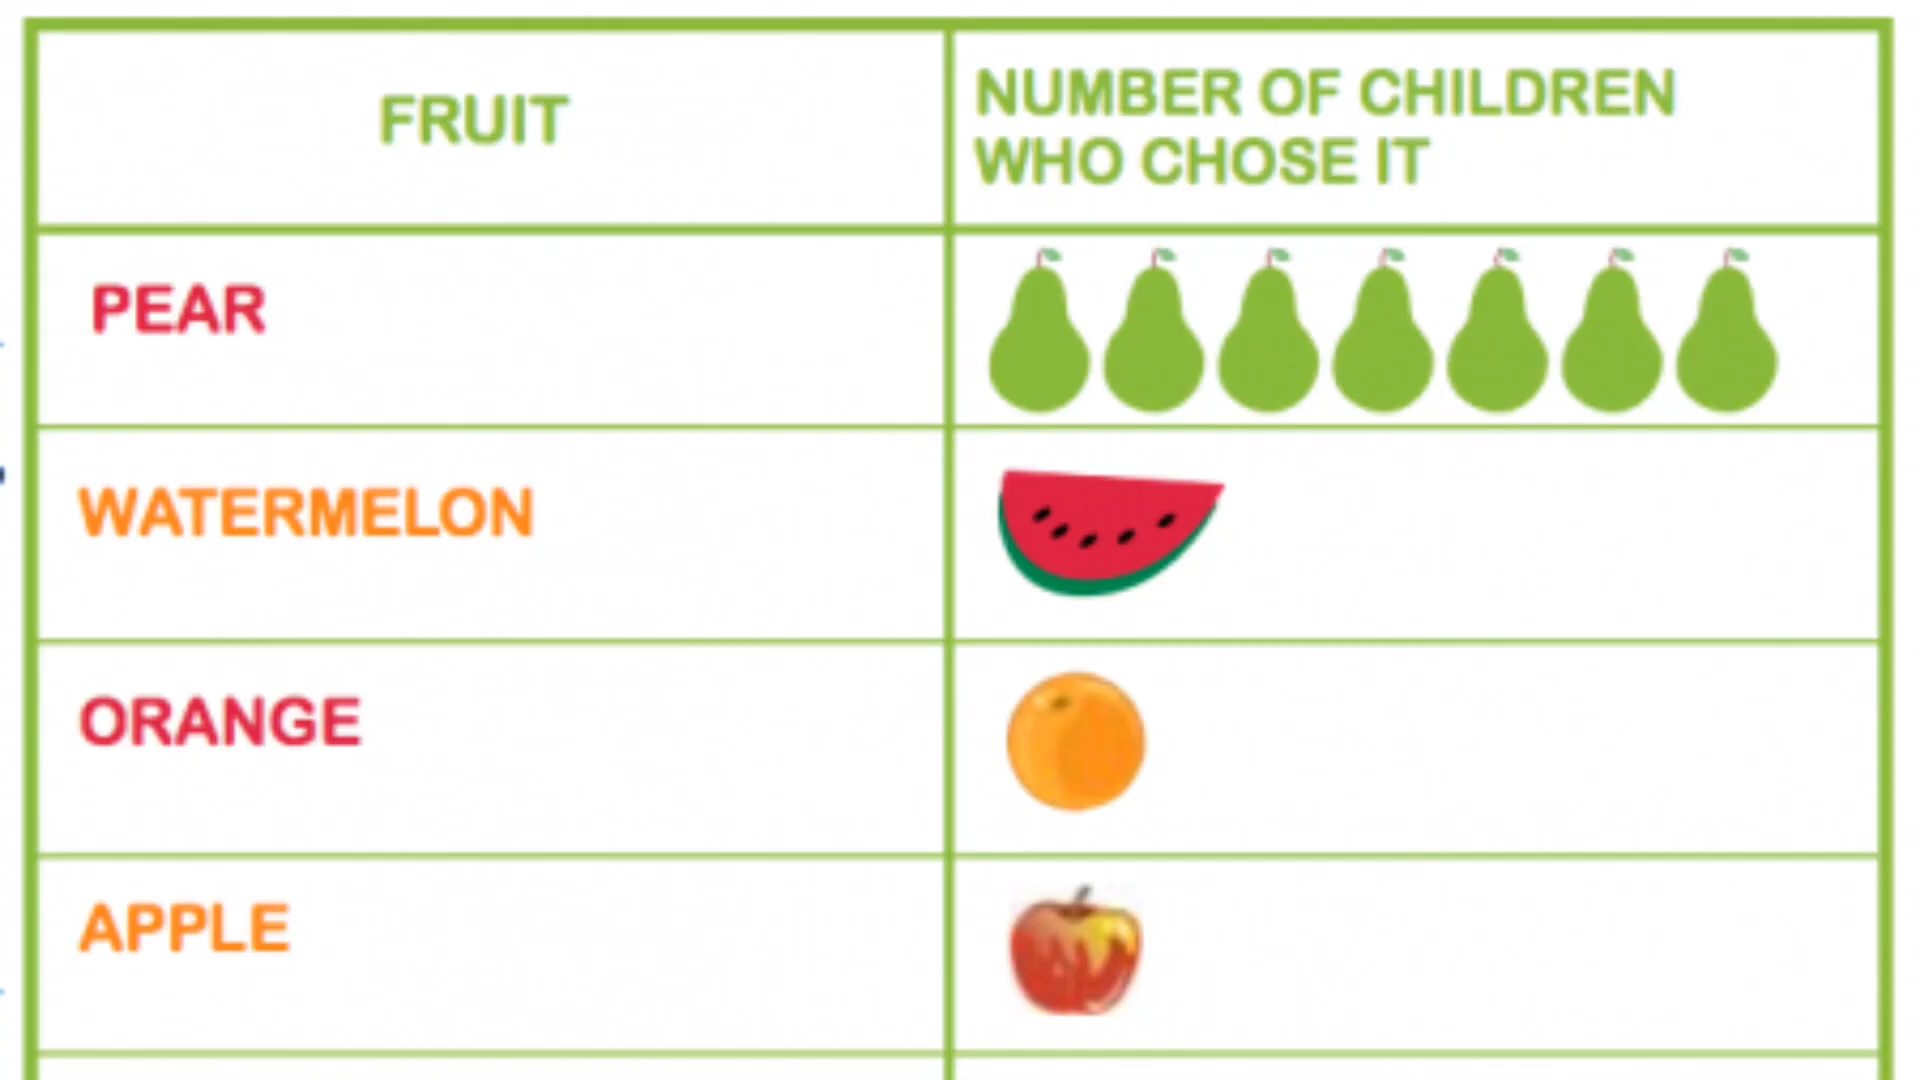 FRUIT
NUMBER OF CHILDREN
WHO CHOSE IT
PEAR
WATERMELON
ORANGE
APPLE